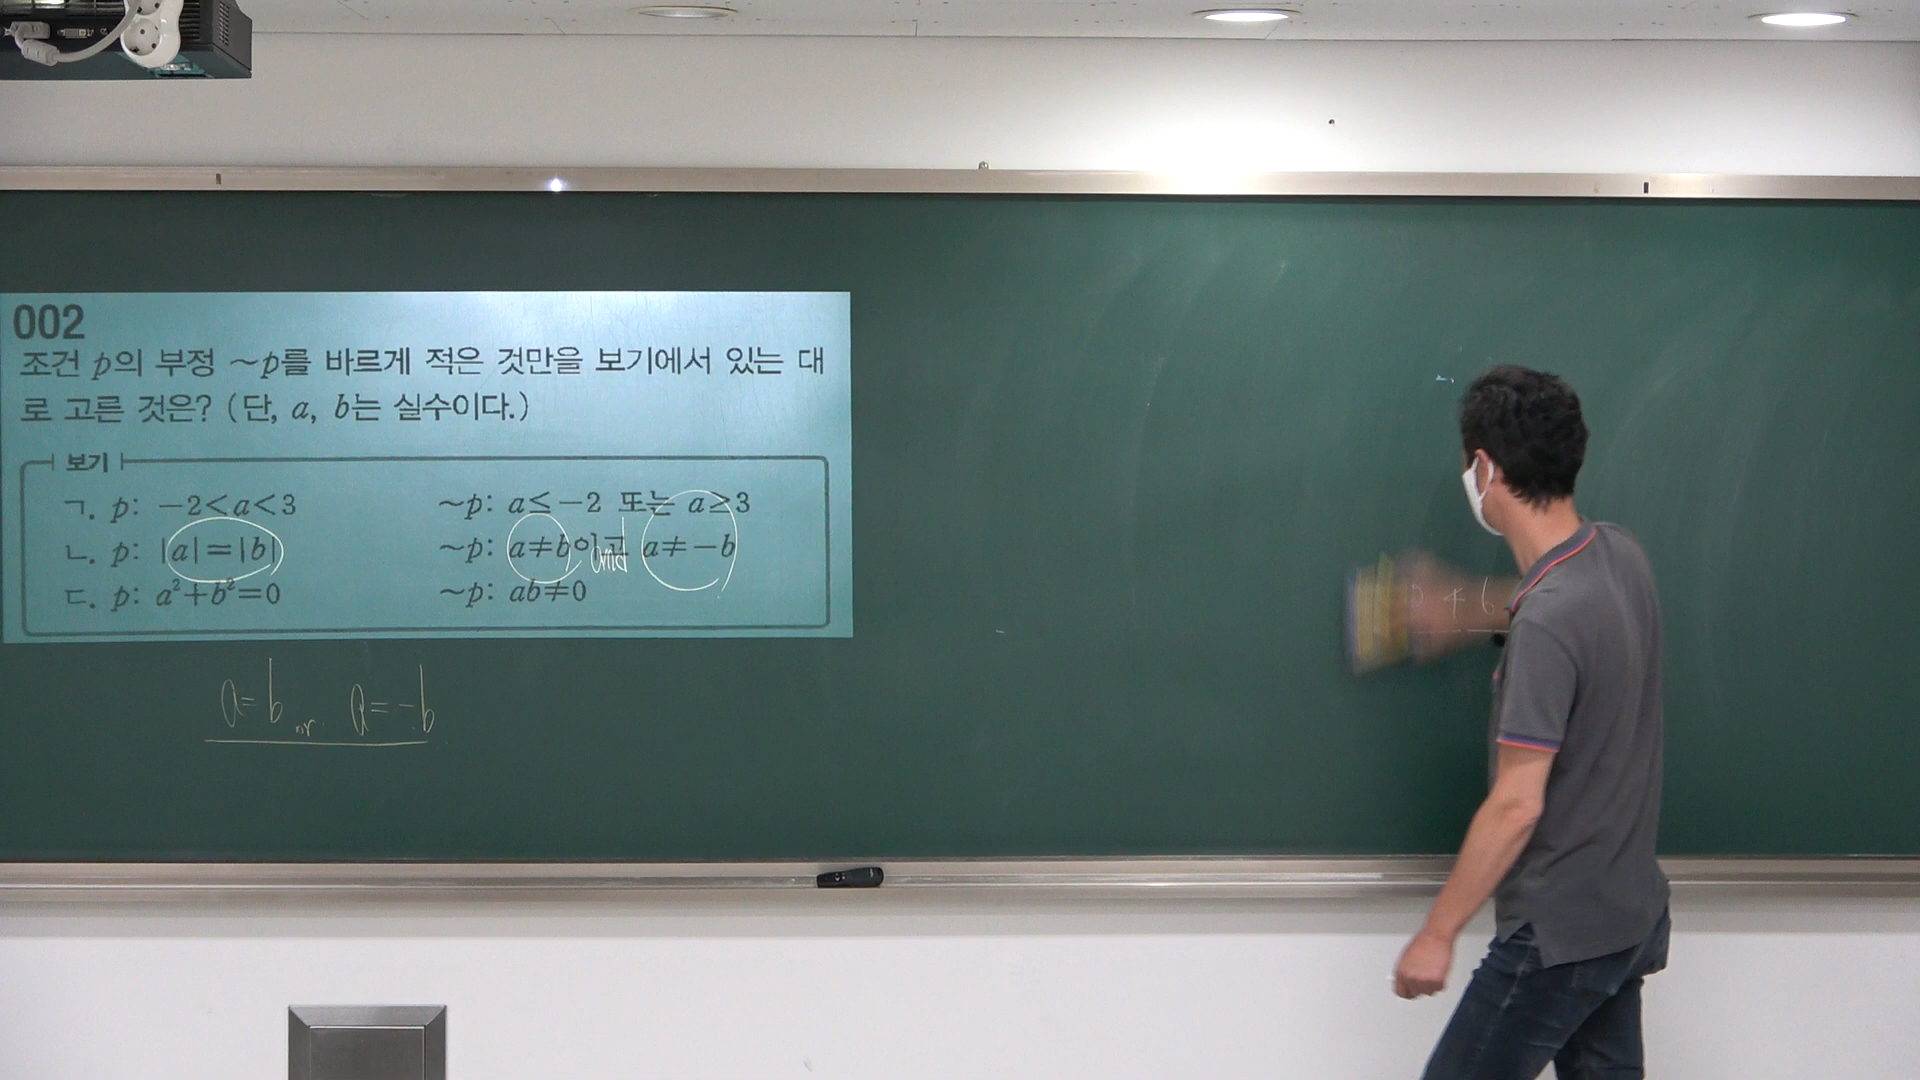 002
조건 p의 부정 ~p를 바르게 적은 것만을 보기에서 있는 대
로 고른 것은? (단, a, b는 실수이다.)
보기
ㄱ. p: -2<a<3 ~p: a≤-2 또는 a≥3
ㄴ. p: |a|=|b| ~p: a≠b이고 a≠-b
and
ㄷ. p: a²+b²=0 ~p: ab≠0
a=b or a=-b